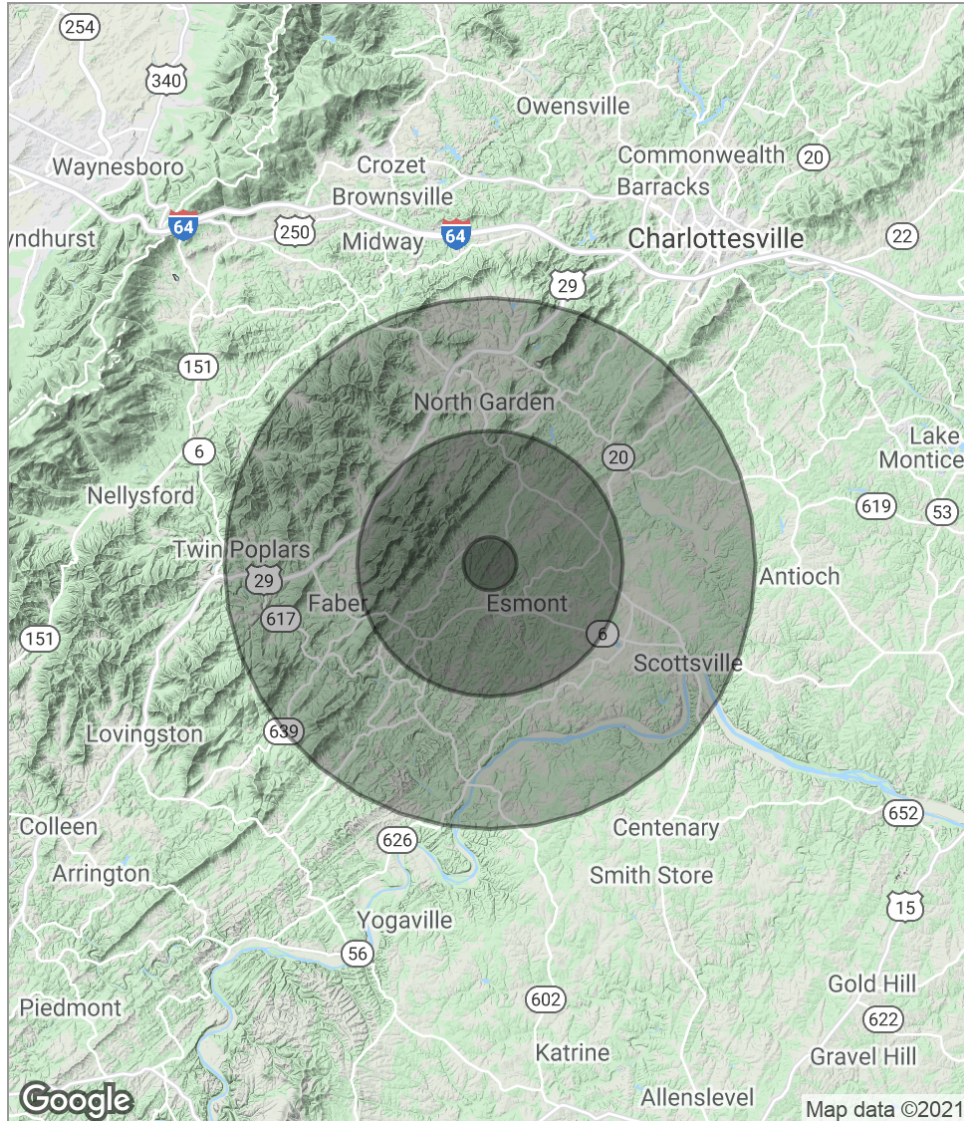 254
340
Owensville
Waynesboro
Crozet
Commonwealth
20
Brownsville
Barracks
64
250
Midway
64
Charlottesville
22
yndhurst
29
151
North Garden
6
20
Lake
Montice
Nellysford
619
53
Twin Poplars
29
Antioch
Faber
Esmont
617
151
6
Scottsville
639
Lovingston
652
Colleen
626
Centenary
Arrington
Smith Store
15
Yogaville
56
Gold Hill
Piedmont
602
622
Katrine
Gravel Hill
Allenslevel
Google
Map data ©2021